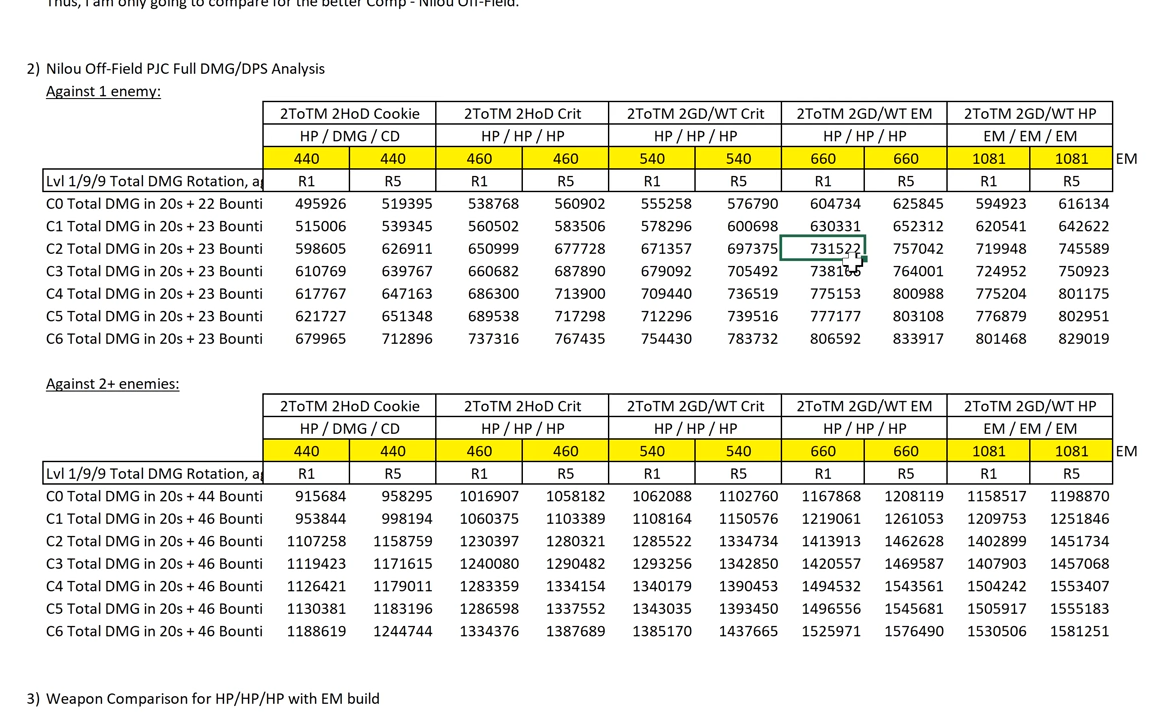 Thus, I am only going to compare for the better Comp - Nilou Off-Field.
2) Nilou Off-Field PJC Full DMG/DPS Analysis
Against 1 enemy:
2ToTM 2HoD Cookie 2ToTM 2HoD Crit 2ToTM 2GD/WT Crit 2ToTM 2GD/WT EM 2ToTM 2GD/WT HP
HP / DMG / CD HP / HP / HP HP / HP / HP HP / HP / HP EM / EM / EM
440 440 460 460 540 540 660 660 1081 1081 EM
Lvl 1/9/9 Total DMG Rotation, ag R1 R5 R1 R5 R1 R5 R1 R5 R1 R5
C0 Total DMG in 20s + 22 Bounti 495926 519395 538768 560902 555258 576790 604734 625845 594923 616134
C1 Total DMG in 20s + 23 Bounti 515006 539345 560502 583506 578296 600698 630331 652312 620541 642622
C2 Total DMG in 20s + 23 Bounti 598605 626911 650999 677728 671357 697375 731522 757042 719948 745589
C3 Total DMG in 20s + 23 Bounti 610769 639767 660682 687890 679092 705492 764001 724952 750923
C4 Total DMG in 20s + 23 Bounti 617767 647163 686300 713900 709440 736519 775153 800988 775204 801175
C5 Total DMG in 20s + 23 Bounti 621727 651348 689538 717298 712296 739516 777177 803108 776879 802951
C6 Total DMG in 20s + 23 Bounti 679965 712896 737316 767435 754430 783732 806592 833917 801468 829019
Against 2+ enemies:
2ToTM 2HoD Cookie 2ToTM 2HoD Crit 2ToTM 2GD/WT Crit 2ToTM 2GD/WT EM 2ToTM 2GD/WT HP
HP / DMG / CD HP / HP / HP HP / HP / HP HP / HP / HP EM / EM / EM
440 440 460 460 540 540 660 660 1081 1081 EM
Lvl 1/9/9 Total DMG Rotation, ag R1 R5 R1 R5 R1 R5 R1 R5 R1 R5
C0 Total DMG in 20s + 44 Bounti 915684 958295 1016907 1058182 1062088 1102760 1167868 1208119 1158517 1198870
C1 Total DMG in 20s + 46 Bounti 953844 998194 1060375 1103389 1108164 1150576 1219061 1261053 1209753 1251846
C2 Total DMG in 20s + 46 Bounti 1107258 1158759 1230397 1280321 1285522 1334734 1413913 1462628 1402899 1451734
C3 Total DMG in 20s + 46 Bounti 1119423 1171615 1240080 1290482 1293256 1342850 1420557 1469587 1407903 1457068
C4 Total DMG in 20s + 46 Bounti 1126421 1179011 1283359 1334154 1340179 1390453 1494532 1543561 1504242 1553407
C5 Total DMG in 20s + 46 Bounti 1130381 1183196 1286598 1337552 1343035 1393450 1496556 1545681 1505917 1555183
C6 Total DMG in 20s + 46 Bounti 1188619 1244744 1334376 1387689 1385170 1437665 1525971 1576490 1530506 1581251
3) Weapon Comparison for HP/HP/HP with EM build